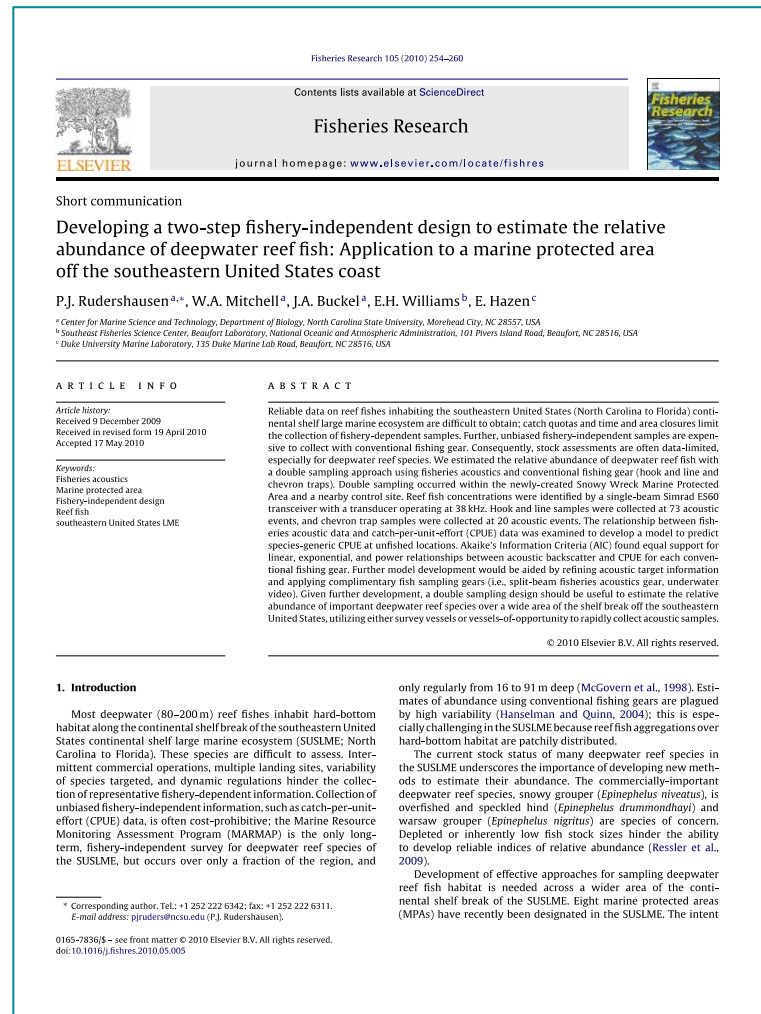 Fisheries Research 105 (2010) 254–260
Contents lists available at ScienceDirect
Fisheries Research
journal homepage: www.elsevier.com/locate/fishres
ELSEVIER
Fisheries
Research
Short communication
Developing a two-step fishery-independent design to estimate the relative
abundance of deepwater reef fish: Application to a marine protected area
off the southeastern United States coast
P.J. Rudershausen a,*, W.A. Mitchell a, J.A. Buckel a, E.H. Williams b, E. Hazen c
a Center for Marine Science and Technology, Department of Biology, North Carolina State University, Morehead City, NC 28557, USA
b Southeast Fisheries Science Center, Beaufort Laboratory, National Oceanic and Atmospheric Administration, 101 Pivers Island Road, Beaufort, NC 28516, USA
c Duke University Marine Laboratory, 135 Duke Marine Lab Road, Beaufort, NC 28516, USA
ARTICLE INFO
Article history:
Received 9 December 2009
Received in revised form 19 April 2010
Accepted 17 May 2010
Keywords:
Fisheries acoustics
Marine protected area
Fishery-independent design
Reef fish
southeastern United States LME
ABSTRACT
Reliable data on reef fishes inhabiting the southeastern United States (North Carolina to Florida) conti-
nental shelf large marine ecosystem are difficult to obtain; catch quotas and time and area closures limit
the collection of fishery-dependent samples. Further, unbiased fishery-independent samples are expen-
sive to collect with conventional fishing gear. Consequently, stock assessments are often data-limited,
especially for deepwater reef species. We estimated the relative abundance of deepwater reef fish with
a double sampling approach using fisheries acoustics and conventional fishing gear (hook and line and
chevron traps). Double sampling occurred within the newly-created Snowy Wreck Marine Protected
Area and a nearby control site. Reef fish concentrations were identified by a single-beam Simrad ES60
transceiver with a transducer operating at 38 kHz. Hook and line samples were collected at 73 acoustic
events, and chevron trap samples were collected at 20 acoustic events. The relationship between fish-
eries acoustic data and catch-per-unit-effort (CPUE) data was examined to develop a model to predict
species-generic CPUE at unfished locations. Akaike's Information Criteria (AIC) found equal support for
linear, exponential, and power relationships between acoustic backscatter and CPUE for each conven-
tional fishing gear. Further model development would be aided by refining acoustic target information
and applying complimentary fish sampling gears (i.e., split-beam fisheries acoustics gear, underwater
video). Given further development, a double sampling design should be useful to estimate the relative
abundance of important deepwater reef species over a wide area of the shelf break off the southeastern
United States, utilizing either survey vessels or vessels-of-opportunity to rapidly collect acoustic samples.
© 2010 Elsevier B.V. All rights reserved.
1. Introduction
Most deepwater (80–200 m) reef fishes inhabit hard-bottom
habitat along the continental shelf break of the southeastern United
States continental shelf large marine ecosystem (SUSLME; North
Carolina to Florida). These species are difficult to assess. Inter-
mittent commercial operations, multiple landing sites, variability
of species targeted, and dynamic regulations hinder the collec-
tion of representative fishery-dependent information. Collection of
unbiased fishery-independent information, such as catch-per-unit-
effort (CPUE) data, is often cost-prohibitive; the Marine Resource
Monitoring Assessment Program (MARMAP) is the only long-
term, fishery-independent survey for deepwater reef species of
the SUSLME, but occurs over only a fraction of the region, and
only regularly from 16 to 91 m deep (McGovern et al., 1998). Esti-
mates of abundance using conventional fishing gears are plagued
by high variability (Hanselman and Quinn, 2004); this is espe-
cially challenging in the SUSLME because reef fish aggregations over
hard-bottom habitat are patchily distributed.
The current stock status of many deepwater reef species in
the SUSLME underscores the importance of developing new meth-
ods to estimate their abundance. The commercially-important
deepwater reef species, snowy grouper (Epinephelus niveatus), is
overfished and speckled hind (Epinephelus drummondhayi) and
warsaw grouper (Epinephelus nigritus) are species of concern.
Depleted or inherently low fish stock sizes hinder the ability
to develop reliable indices of relative abundance (Ressler et al.,
2009).
Development of effective approaches for sampling deepwater
reef fish habitat is needed across a wider area of the conti-
nental shelf break of the SUSLME. Eight marine protected areas
(MPAs) have recently been designated in the SUSLME. The intent
* Corresponding author. Tel.: +1 252 222 6342; fax: +1 252 222 6311.
E-mail address: pjruders@ncsu.edu (P.J. Rudershausen).
0165-7836/$ – see front matter © 2010 Elsevier B.V. All rights reserved.
doi:10.1016/j.fishres.2010.05.005